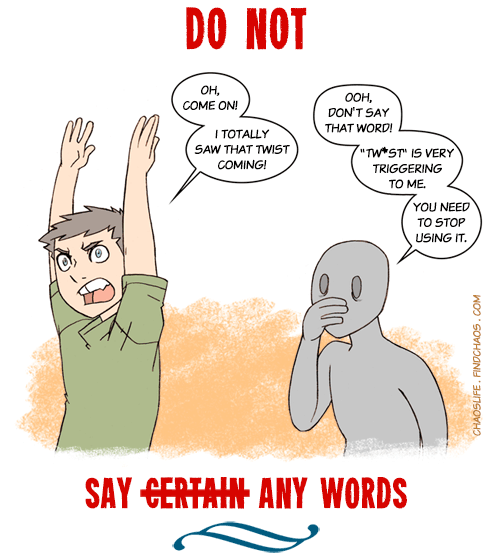 DO NOT
OH,
COME ON!
I TOTALLY
SAW THAT TWIST
COMING!
OOH,
DON'T SAY
THAT WORD!
"TW*ST" IS VERY
TRIGGERING
TO ME.
YOU NEED
TO STOP
USING IT.
CHAOSLIFE.FINDCHAOS.COM
SAY CERTAIN ANY WORDS